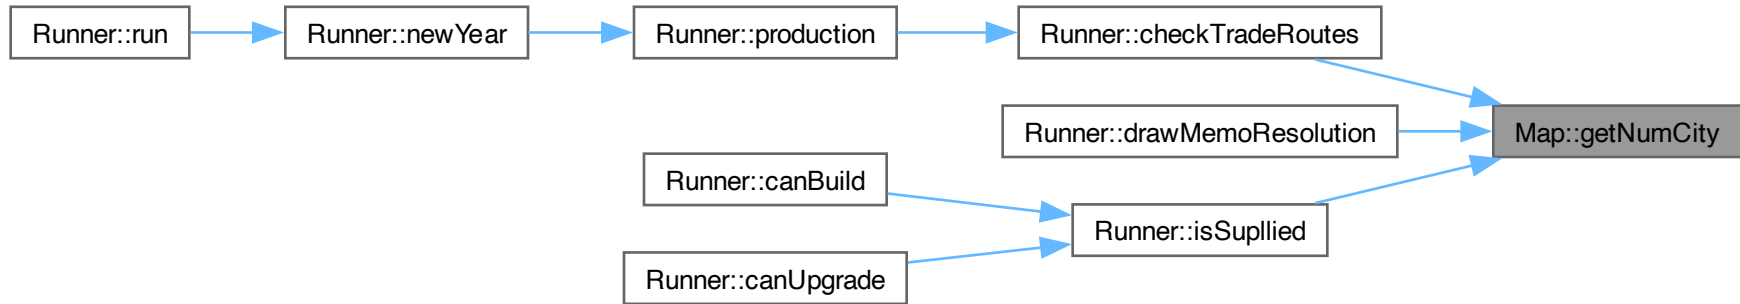 Runner::run
Runner::newYear
Runner::production
Runner::checkTradeRoutes
Runner::drawMemoResolution
Map::getNumCity
Runner::canBuild
Runner::isSupllied
Runner::canUpgrade